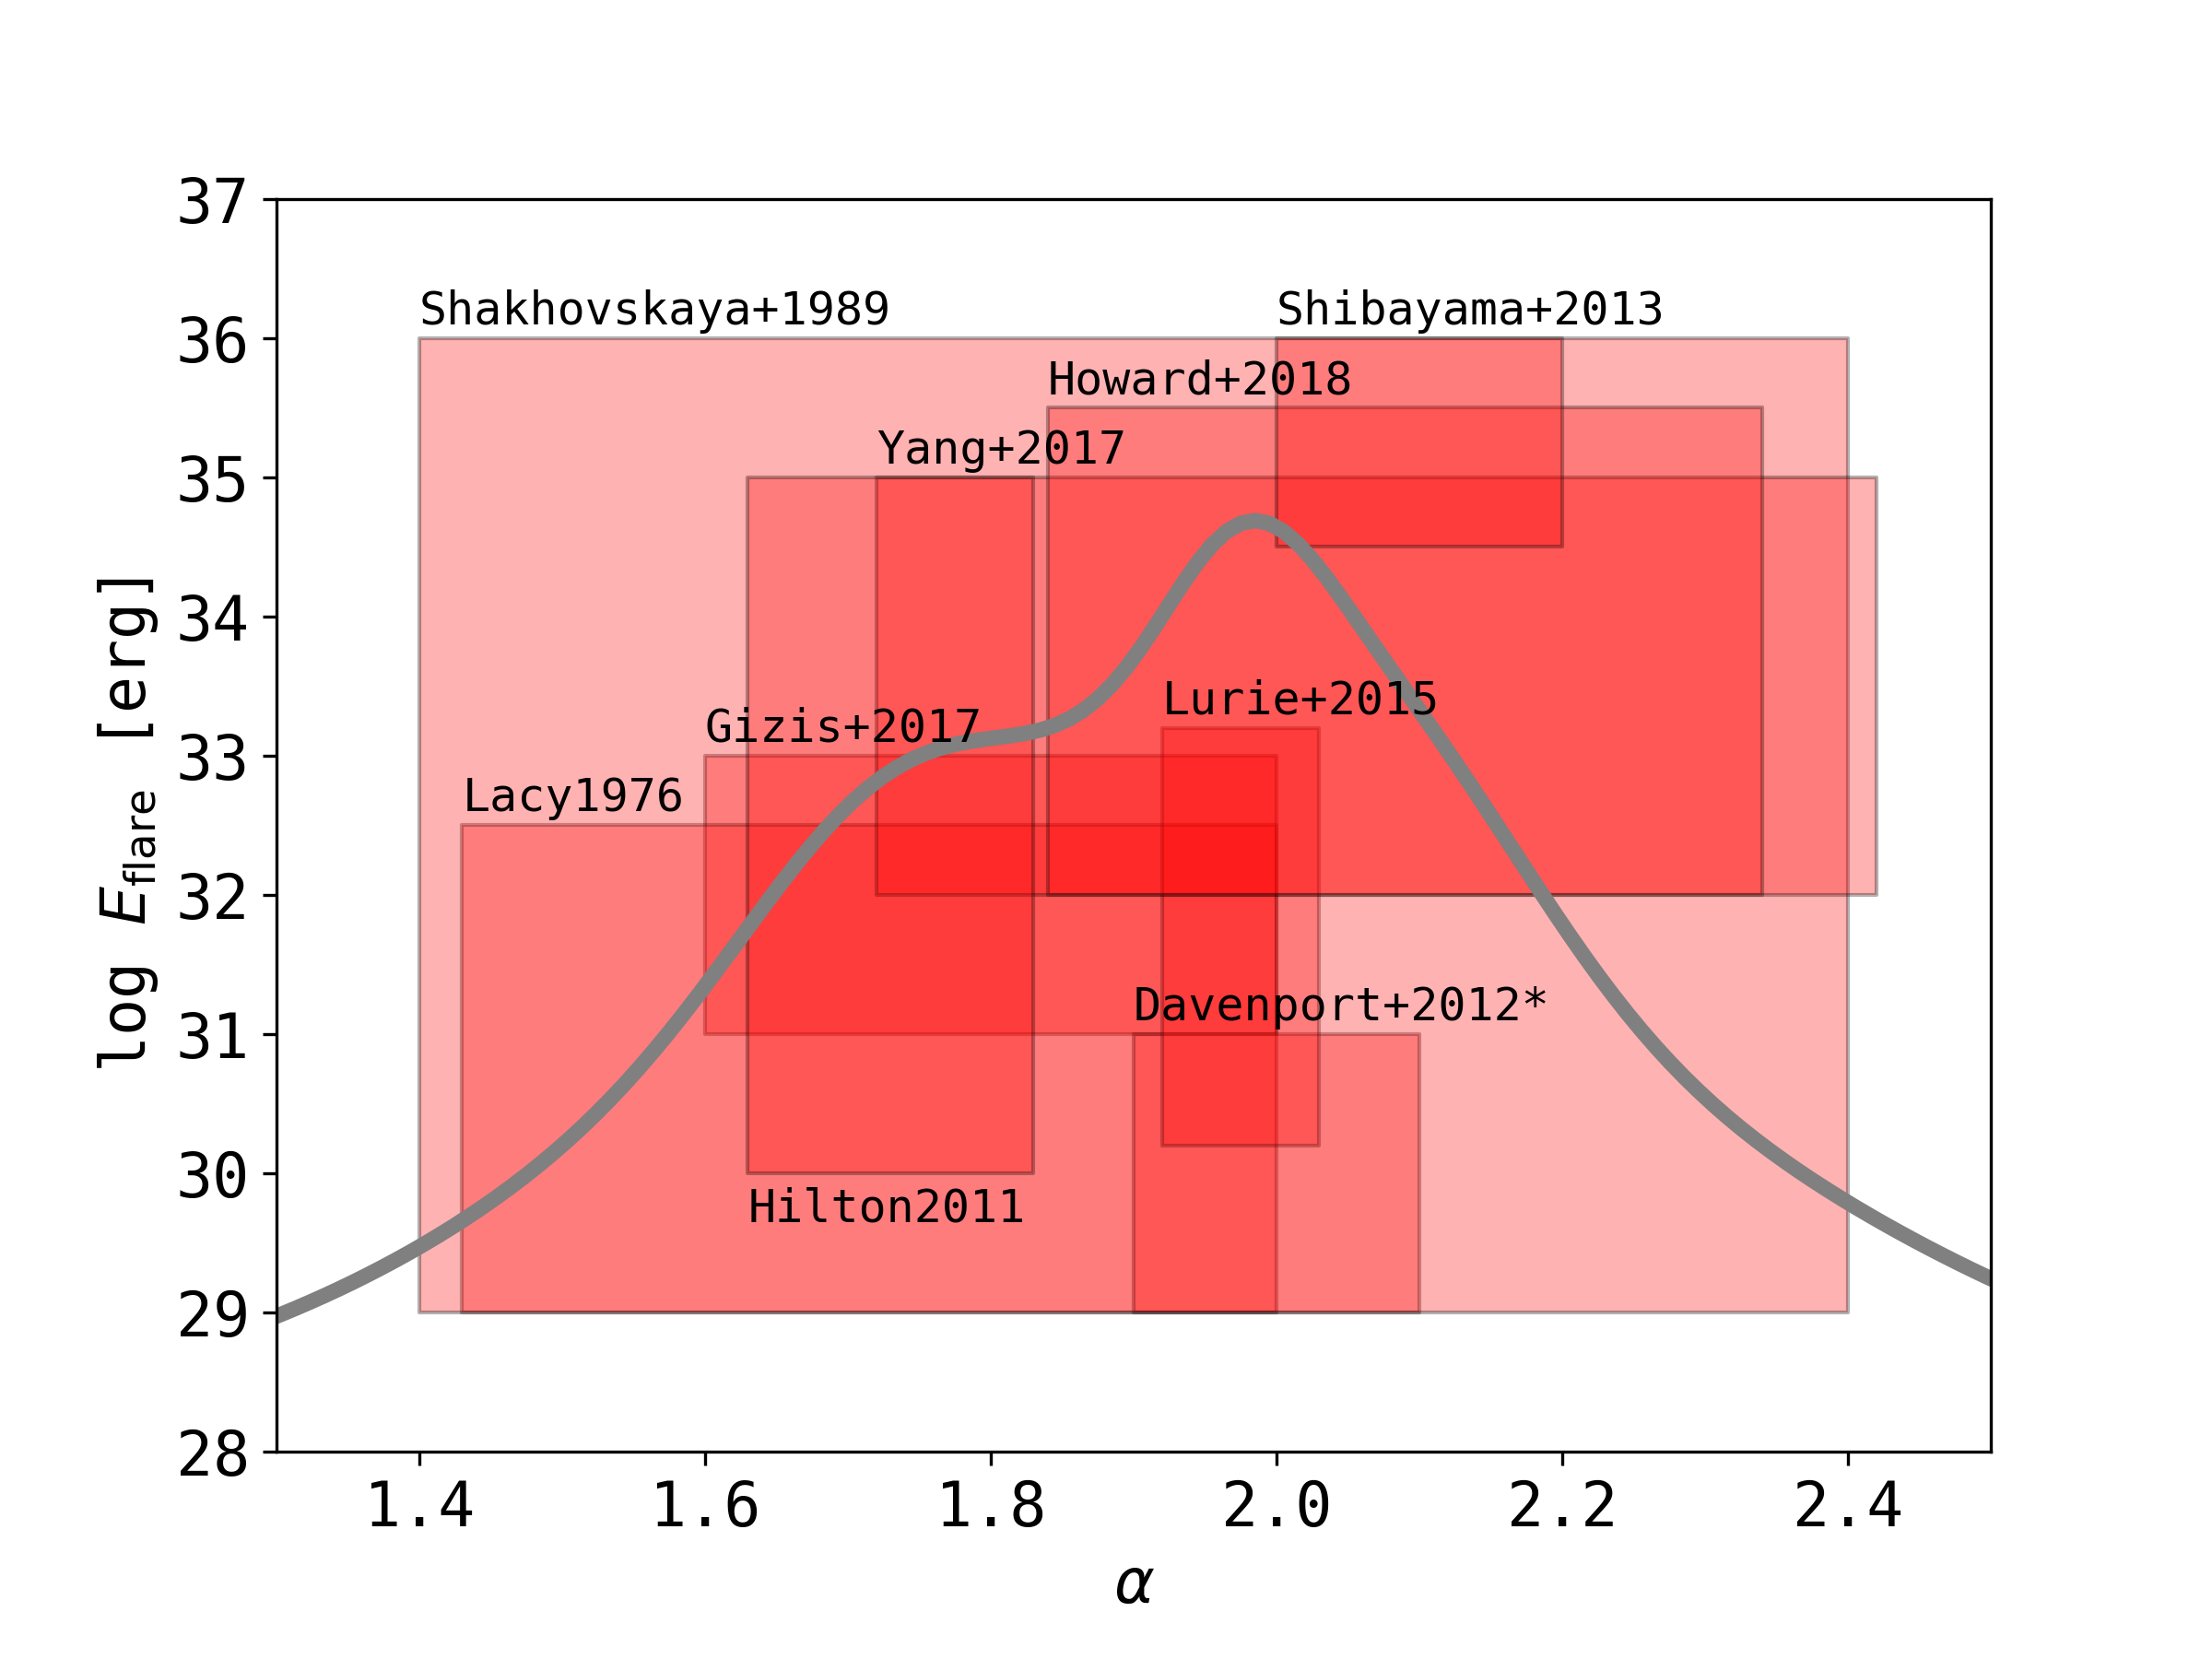 37
36
35
34
33
32
31
30
29
28
log E_flare [erg]
Shakhovskaya+1989
Shibayama+2013
Howard+2018
Yang+2017
Lurie+2015
Gizis+2017
Lacy1976
Davenport+2012*
Hilton2011
1.4 1.6 1.8 2.0 2.2 2.4
α